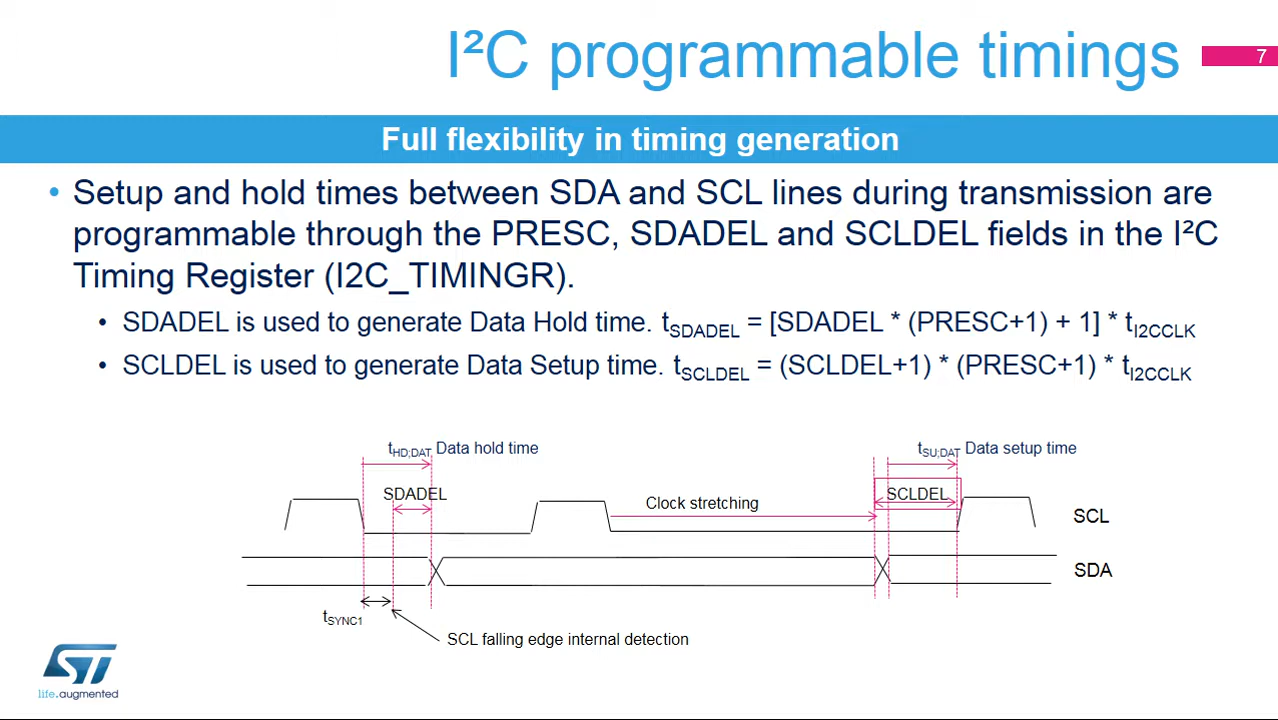 I²C programmable timings
7
Full flexibility in timing generation
• Setup and hold times between SDA and SCL lines during transmission are
programmable through the PRESC, SDADEL and SCLDEL fields in the I²C
Timing Register (I2C_TIMINGR).
• SDADEL is used to generate Data Hold time. tSDADEL = [SDADEL * (PRESC+1) + 1] * tI2CCLK
• SCLDEL is used to generate Data Setup time. tSCLDEL = (SCLDEL+1) * (PRESC+1) * tI2CCLK
tHD;DAT Data hold time
tSU;DAT Data setup time
SDADEL
Clock stretching
SCLDEL
SCL
SDA
tSYNC1
SCL falling edge internal detection
ST
life.augmented